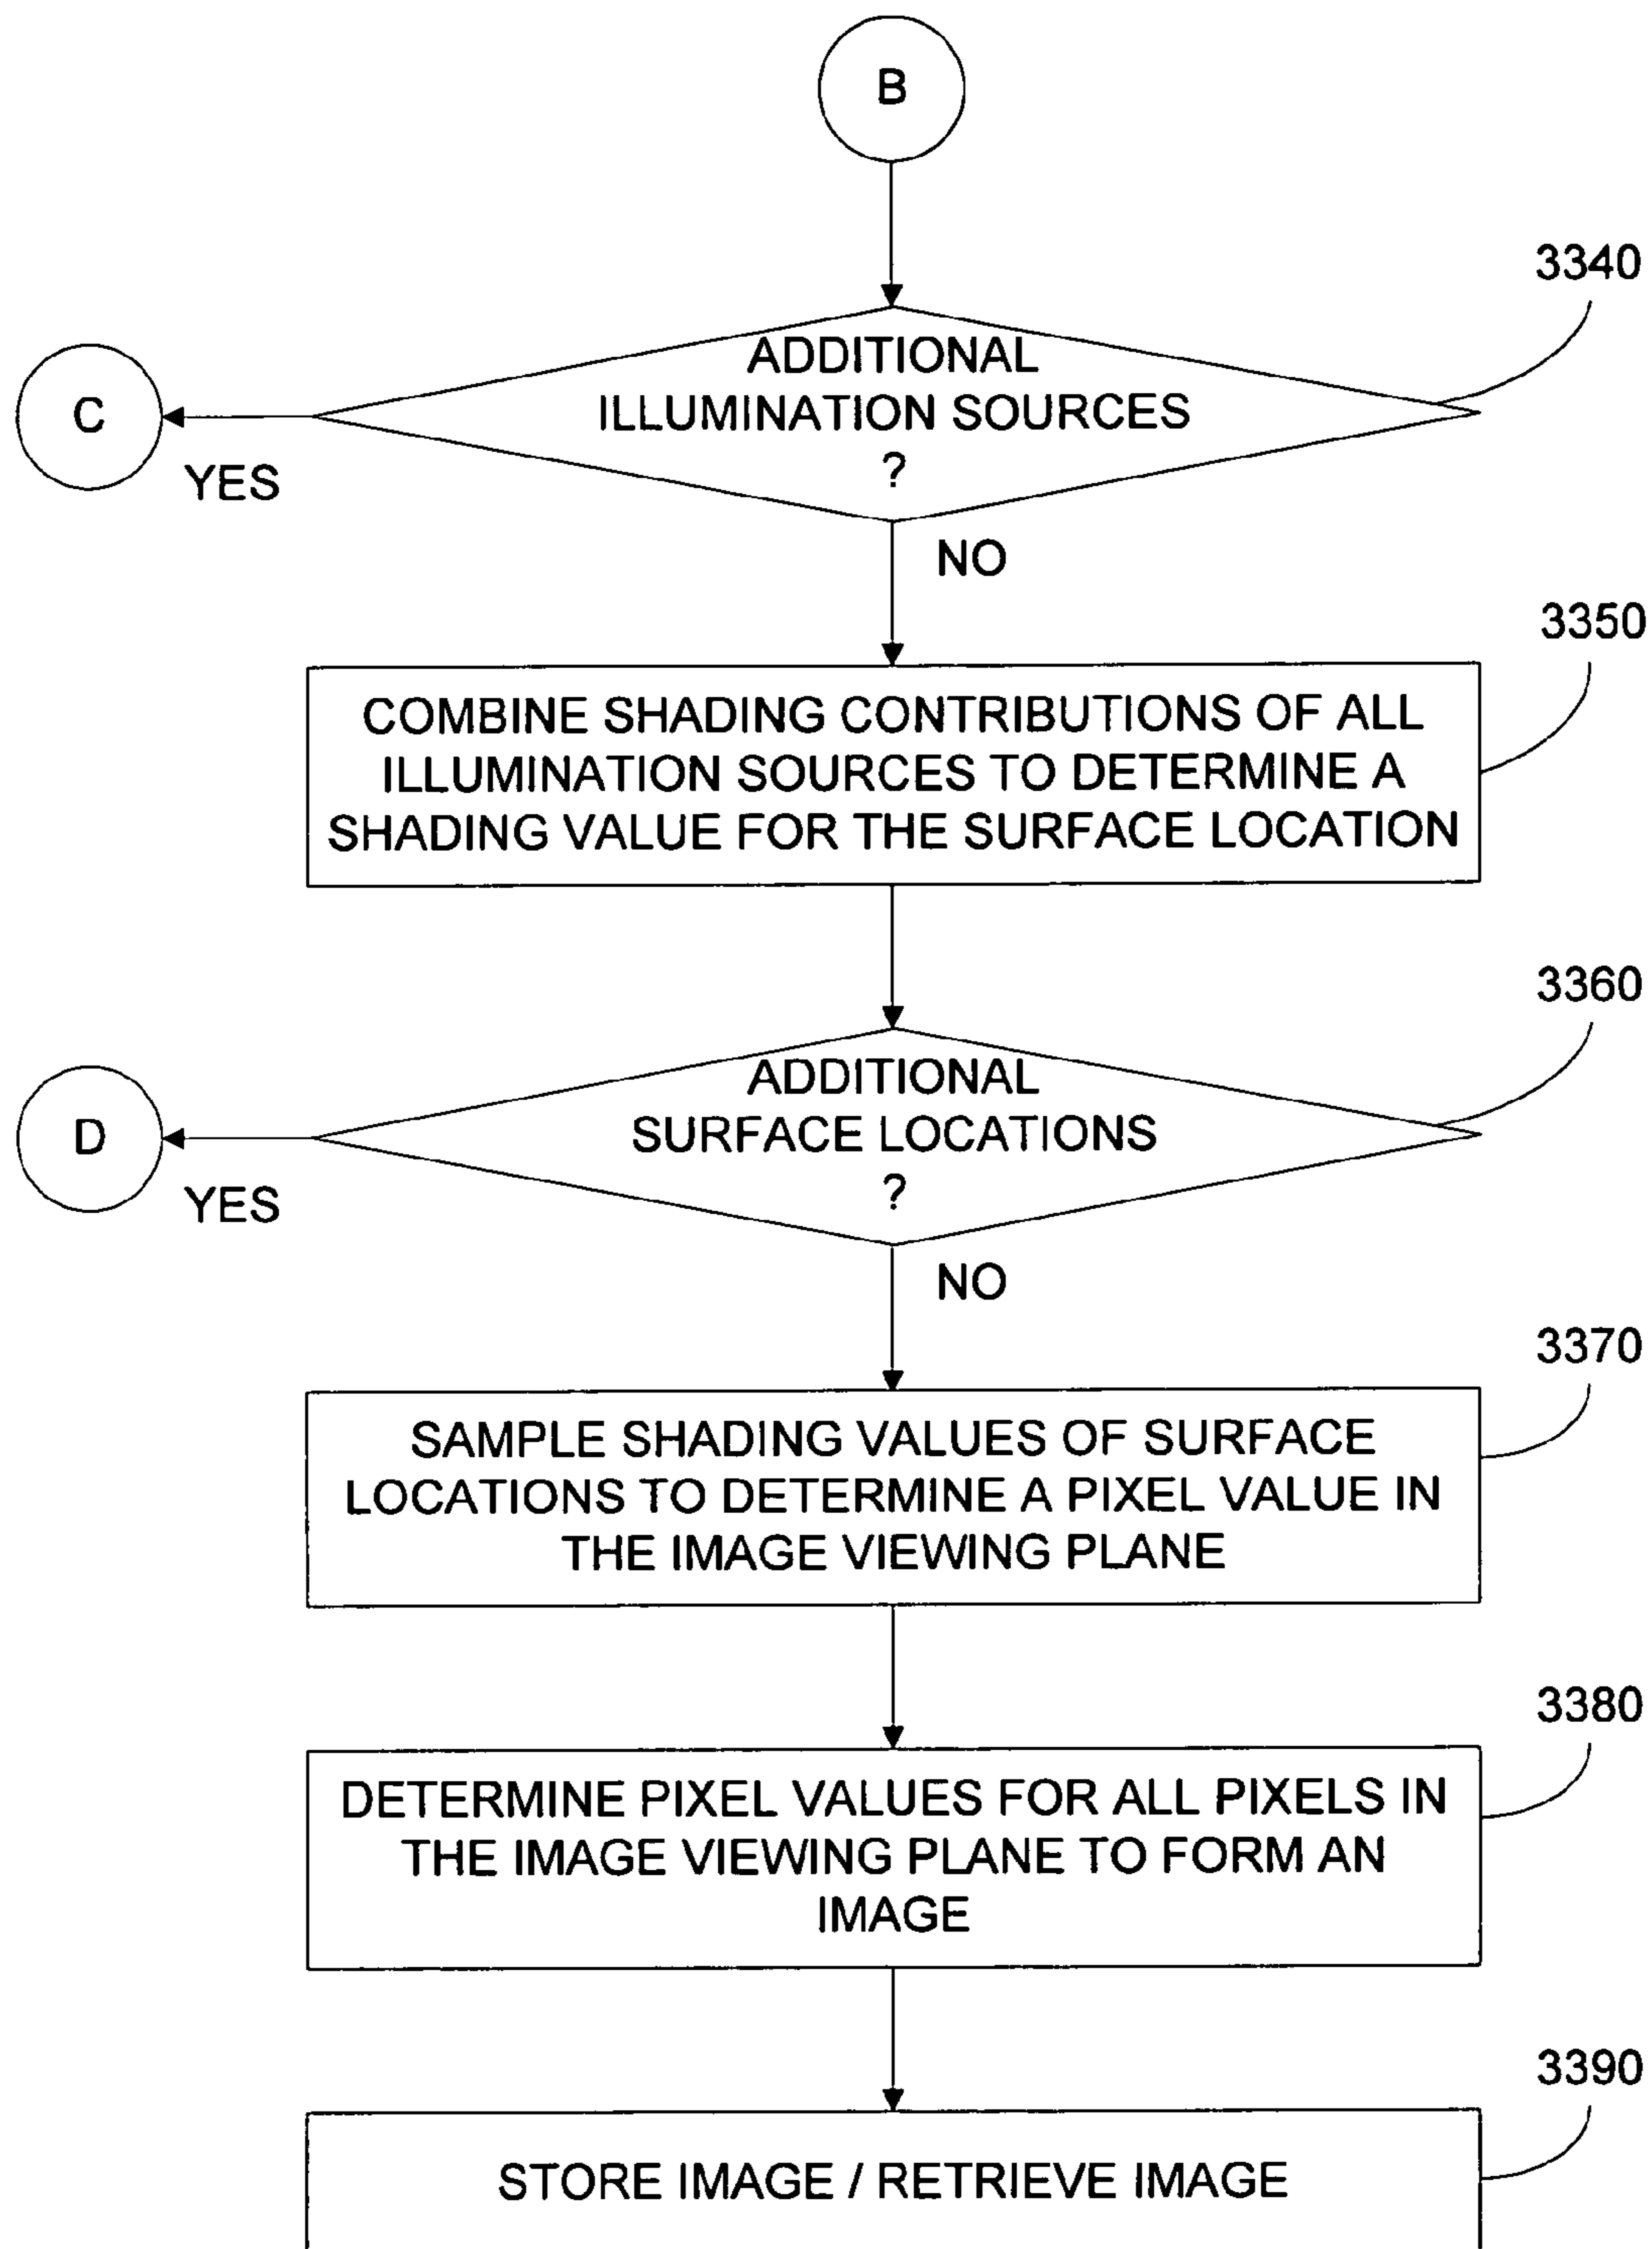 B
3340
ADDITIONAL
ILLUMINATION SOURCES
?
C
YES
NO
3350
COMBINE SHADING CONTRIBUTIONS OF ALL
ILLUMINATION SOURCES TO DETERMINE A
SHADING VALUE FOR THE SURFACE LOCATION
3360
ADDITIONAL
SURFACE LOCATIONS
?
D
YES
NO
3370
SAMPLE SHADING VALUES OF SURFACE
LOCATIONS TO DETERMINE A PIXEL VALUE IN
THE IMAGE VIEWING PLANE
3380
DETERMINE PIXEL VALUES FOR ALL PIXELS IN
THE IMAGE VIEWING PLANE TO FORM AN
IMAGE
3390
STORE IMAGE / RETRIEVE IMAGE